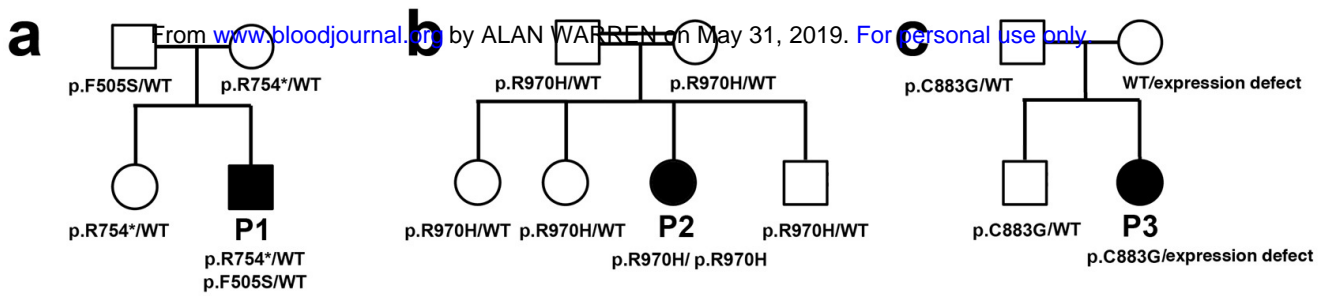 a
From www.bloodjournal.org by ALAN WARREN on May 31, 2019. For personal use only.
b
c
p.F505S/WT p.R754*/WT
p.R970H/WT p.R970H/WT
p.C883G/WT WT/expression defect
p.R754*/WT P1
p.R754*/WT
p.F505S/WT
p.R970H/WT p.R970H/WT P2 p.R970H/WT
p.R970H/ p.R970H
p.C883G/WT P3
p.C883G/expression defect